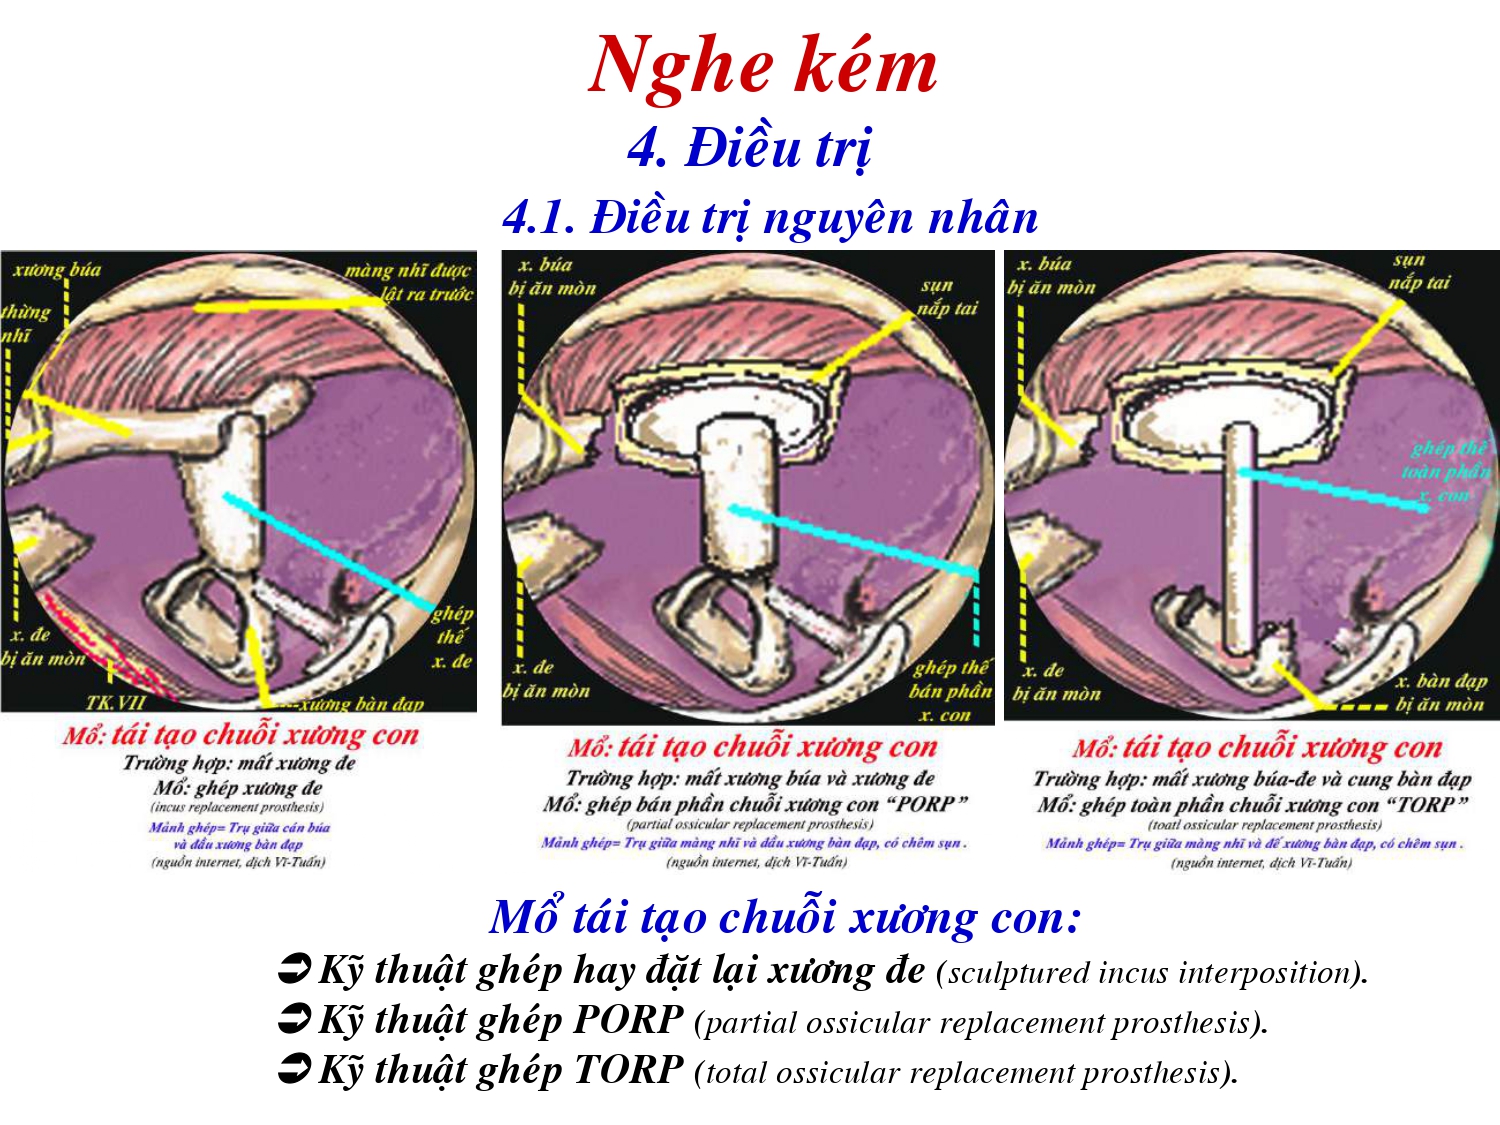 Nghe kém
4. Điều trị
4.1. Điều trị nguyên nhân
xương búa
màng nhĩ được
lật ra trước
thừng
nhĩ
x. đe
bị ăn mòn
TK.VII
xương bàn đạp
ghép
thế
x. đe
Mổ: tái tạo chuỗi xương con
Trường hợp: mất xương đe
Mổ: ghép xương đe
(incus replacement prosthesis)
Mảnh ghép= Trụ giữa cán búa
và đầu xương bàn đạp
(nguồn internet, dịch Vĩ-Tuấn)
x. búa
bị ăn mòn
sụn
nắp tai
x. đe
bị ăn mòn
ghép thế
bán phần
x. con
Mổ: tái tạo chuỗi xương con
Trường hợp: mất xương búa và xương đe
Mổ: ghép bán phần chuỗi xương con “PORP”
(partial ossicular replacement prosthesis)
Mảnh ghép= Trụ giữa màng nhĩ và đầu xương bàn đạp, có chêm sụn .
(nguồn internet, dịch Vĩ-Tuấn)
x. búa
bị ăn mòn
sụn
nắp tai
ghép thế
toàn phần
x. con
x. đe
bị ăn mòn
x. bàn đạp
bị ăn mòn
Mổ: tái tạo chuỗi xương con
Trường hợp: mất xương búa-đe và cung bàn đạp
Mổ: ghép toàn phần chuỗi xương con “TORP”
(toatl ossicular replacement prosthesis)
Mảnh ghép= Trụ giữa màng nhĩ và đế xương bàn đạp, có chêm sụn .
(nguồn internet, dịch Vĩ-Tuấn)
Mổ tái tạo chuỗi xương con:
➲ Kỹ thuật ghép hay đặt lại xương đe (sculptured incus interposition).
➲ Kỹ thuật ghép PORP (partial ossicular replacement prosthesis).
➲ Kỹ thuật ghép TORP (total ossicular replacement prosthesis).